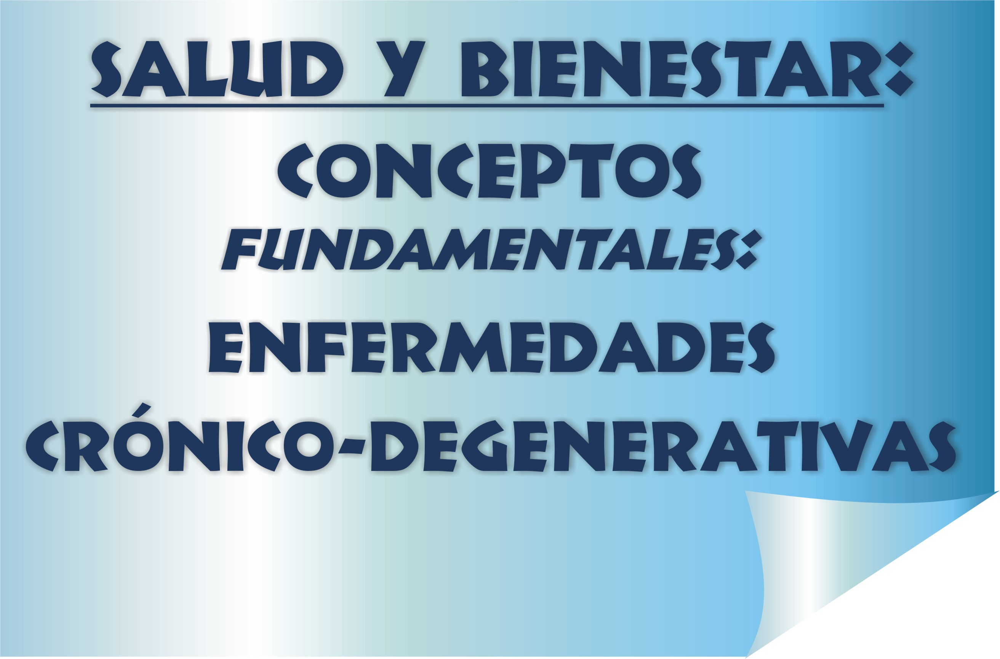 SALUD Y BIENESTAR:
CONCEPTOS
FUNDAMENTALES:
ENFERMEDADES
CRÓNICO-DEGENERATIVAS